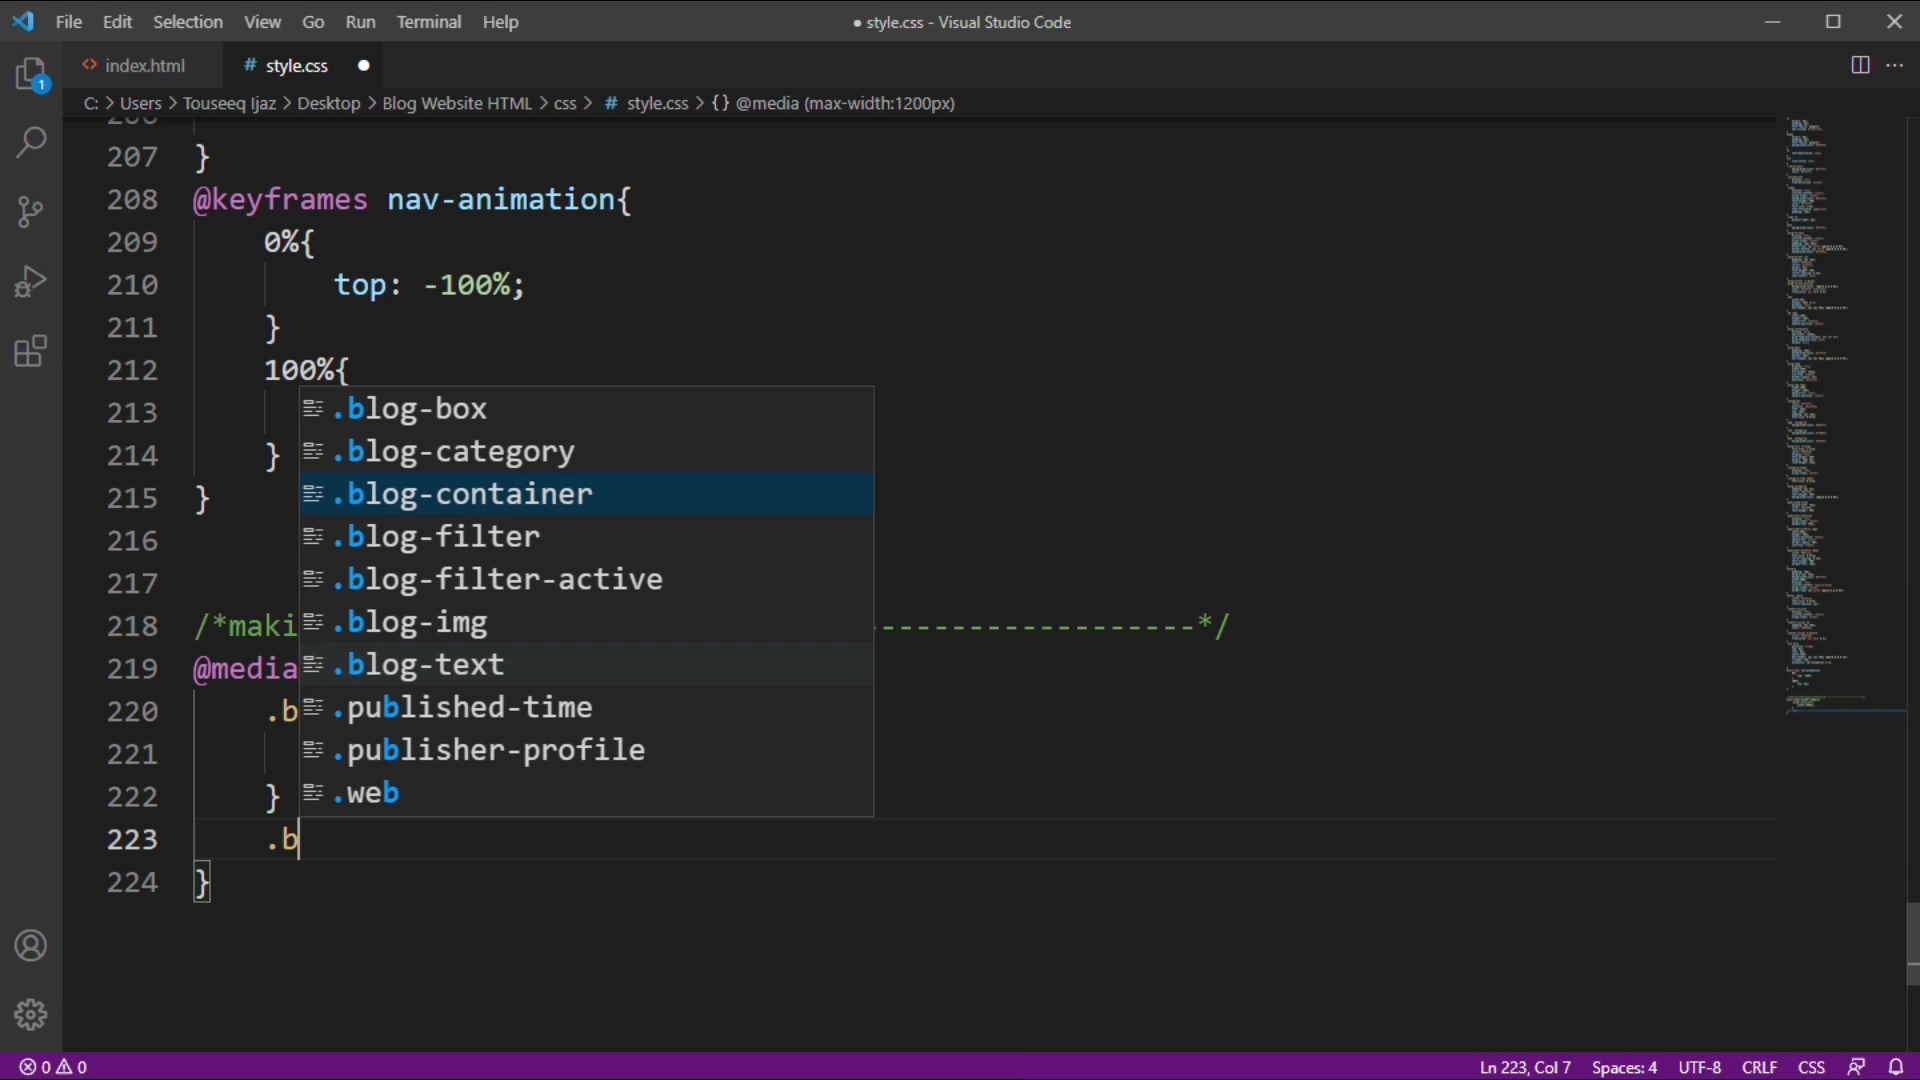 File Edit Selection View Go Run Terminal Help
● style.css - Visual Studio Code
<> index.html # style.css ●
C: > Users > Touseeq Ijaz > Desktop > Blog Website HTML > css > # style.css > {} @media (max-width:1200px)
207 }
208 @keyframes nav-animation{
209 0%{
210 top: -100%;
211 }
212 100%{
213
214 }
215 }
216
217
218 /*maki ------------------*/
219 @media
220 .b
221
222 }
223 .b
224 }
.blog-box
.blog-category
.blog-container
.blog-filter
.blog-filter-active
.blog-img
.blog-text
.published-time
.publisher-profile
.web
1
0 0
Ln 223, Col 7 Spaces: 4 UTF-8 CRLF CSS